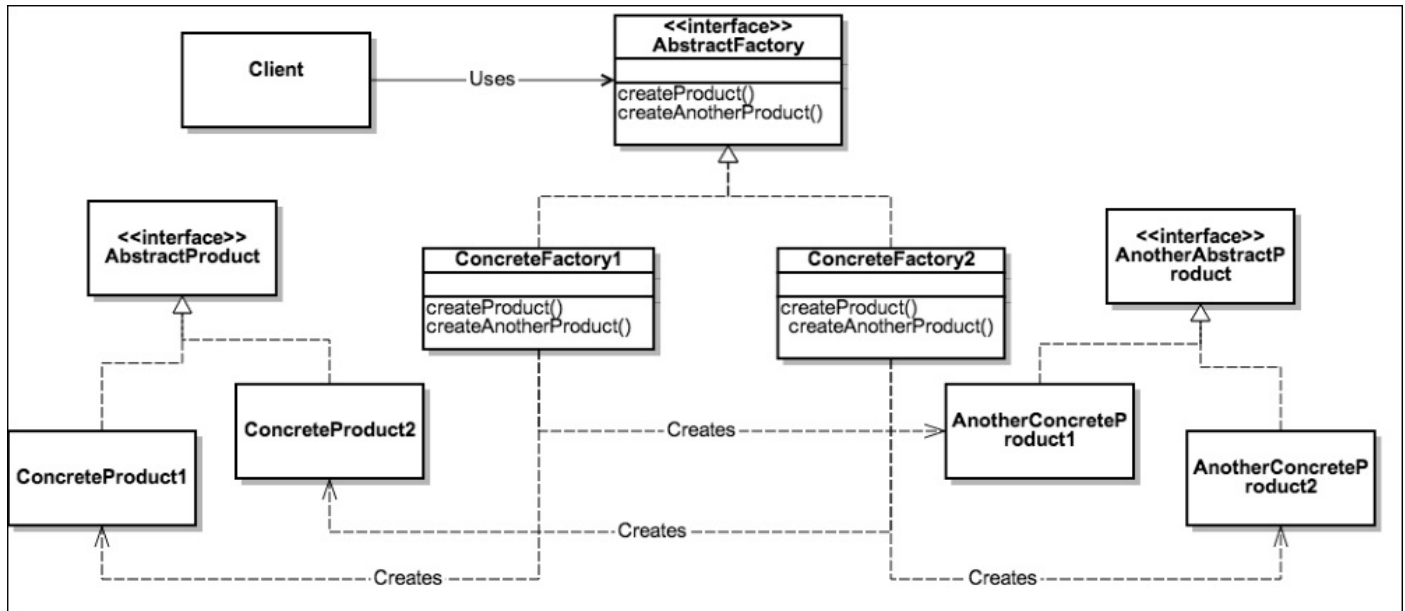 <<interface>>
AbstractFactory
Client
Uses
createProduct()
createAnotherProduct()
<<interface>>
AbstractProduct
<<interface>>
AnotherAbstractP
roduct
ConcreteFactory1
createProduct()
createAnotherProduct()
ConcreteFactory2
createProduct()
createAnotherProduct()
ConcreteProduct2
Creates
AnotherConcreteP
roduct1
ConcreteProduct1
AnotherConcreteP
roduct2
Creates
Creates
Creates